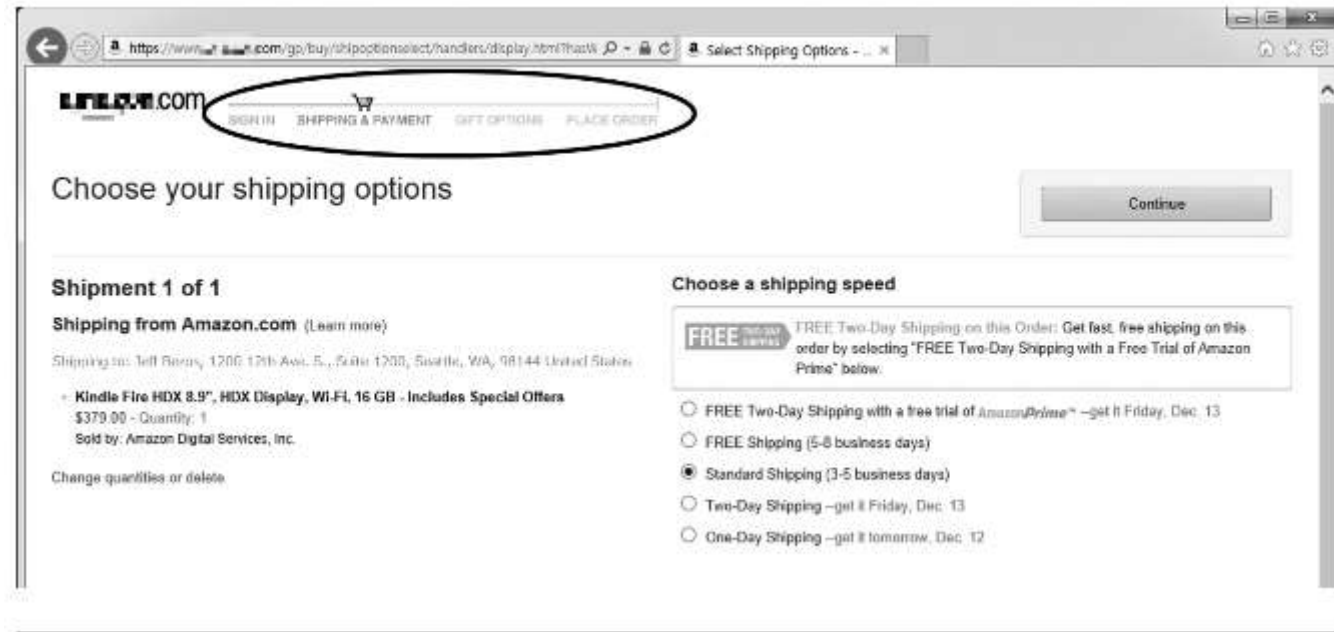 https://www com/gp/buy/shipoptionselect/handlers/display.html?hasW
Select Shipping Options - ...
.com
SIGN IN SHIPPING & PAYMENT GIFT OPTIONS PLACE ORDER
Choose your shipping options
Continue
Shipment 1 of 1
Shipping from Amazon.com (Learn more)
Shipping to: Jeff Bezos, 1200 12th Ave. S., Suite 1200, Seattle, WA, 98144 United States
Kindle Fire HDX 8.9", HDX Display, Wi-Fi, 16 GB - Includes Special Offers
$379.00 - Quantity: 1
Sold by: Amazon Digital Services, Inc.
Change quantities or delete
Choose a shipping speed
FREE TWO-DAY SHIPPING
FREE Two-Day Shipping on this Order: Get fast, free shipping on this
order by selecting "FREE Two-Day Shipping with a Free Trial of Amazon
Prime" below.
FREE Two-Day Shipping with a free trial of AmazonPrime™ --get it Friday, Dec. 13
FREE Shipping (5-8 business days)
Standard Shipping (3-5 business days)
Two-Day Shipping --get it Friday, Dec. 13
One-Day Shipping --get it tomorrow, Dec. 12